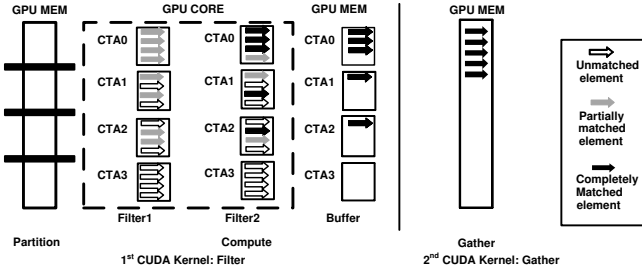 GPU MEM
GPU CORE
GPU MEM
GPU MEM
CTA0
CTA0
CTA0
CTA1
CTA1
CTA1
CTA2
CTA2
CTA2
CTA3
CTA3
CTA3
Unmatched
element
Partially
matched
element
Completely
Matched
element
Filter1
Filter2
Buffer
Partition
Compute
Gather
1st CUDA Kernel: Filter
2nd CUDA Kernel: Gather